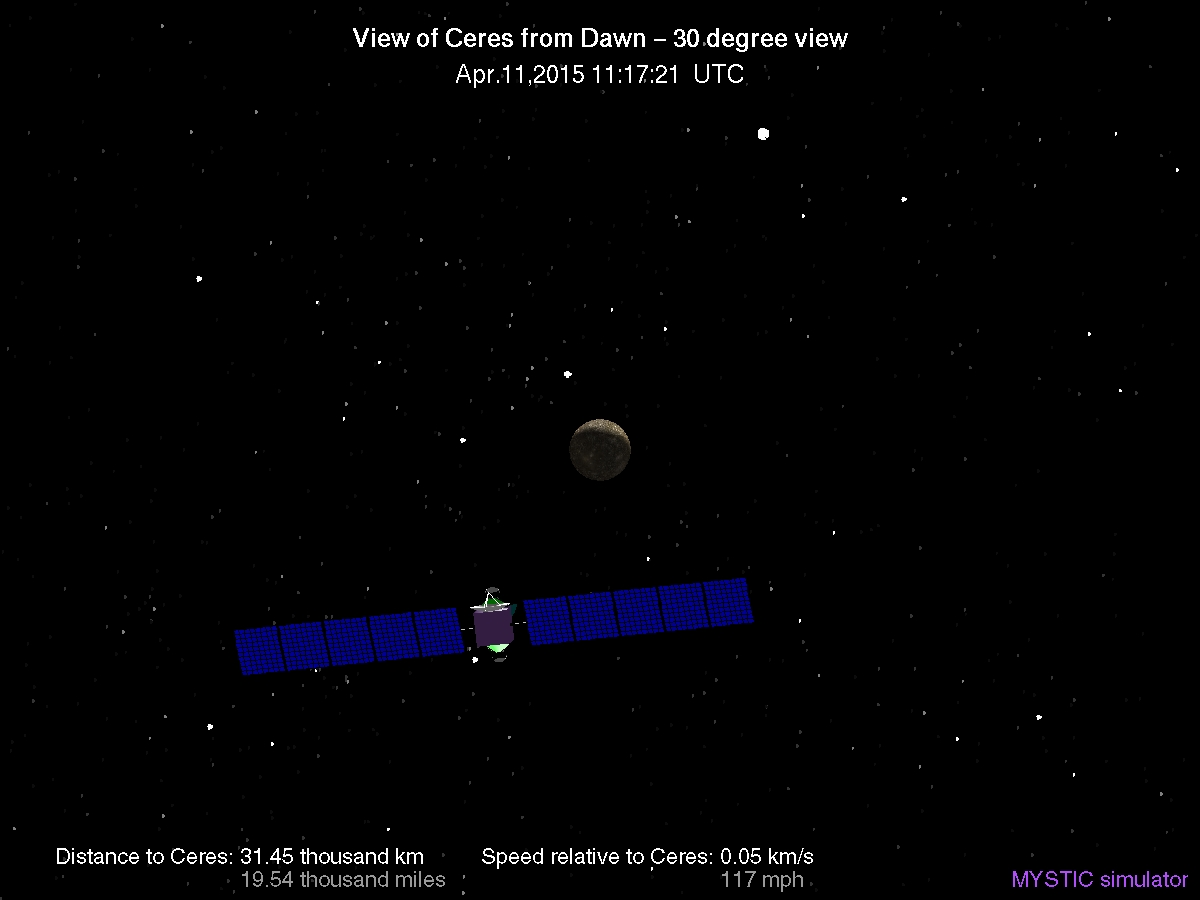 View of Ceres from Dawn – 30 degree view
Apr.11,2015 11:17:21 UTC
Distance to Ceres: 31.45 thousand km
19.54 thousand miles
Speed relative to Ceres: 0.05 km/s
117 mph
MYSTIC simulator